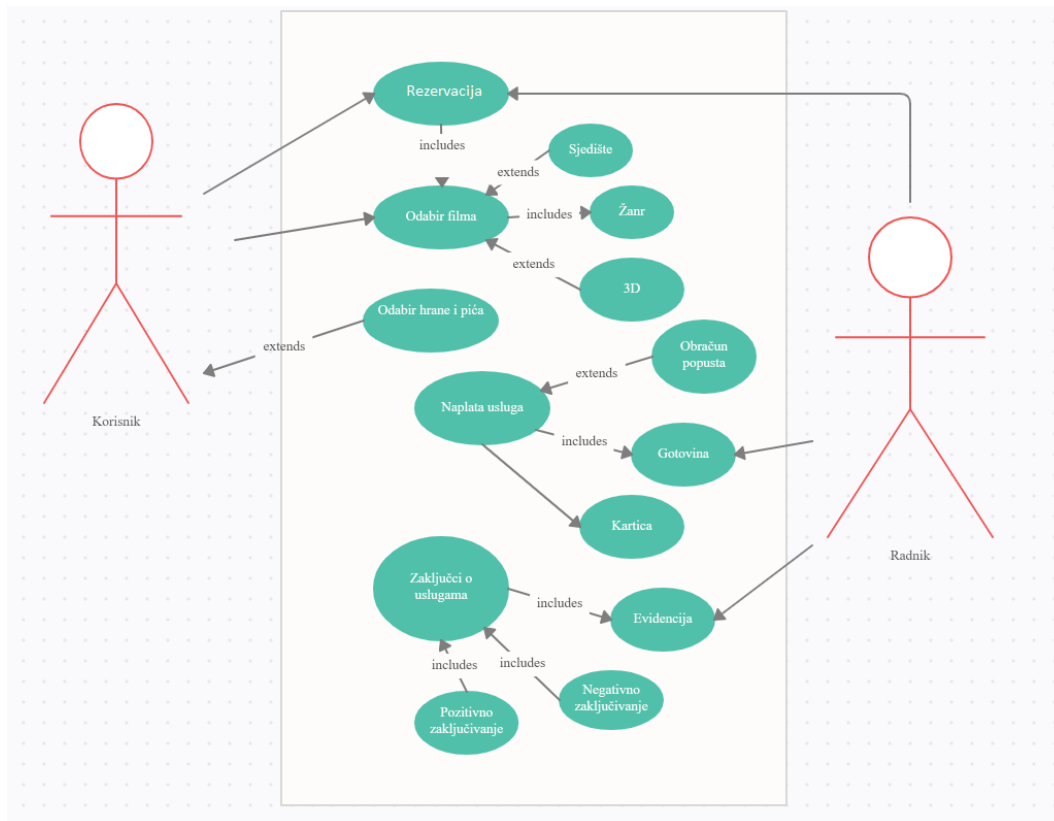 Rezervacija
includes
Sjedište
extends
Odabir filma
includes
Žanr
extends
3D
Odabir hrane i pića
extends
Obračun
popusta
extends
Naplata usluga
includes
Gotovina
Korisnik
Kartica
Radnik
Zaključci o
uslugama
includes
Evidencija
includes
includes
Negativno
zaključivanje
Pozitivno
zaključivanje